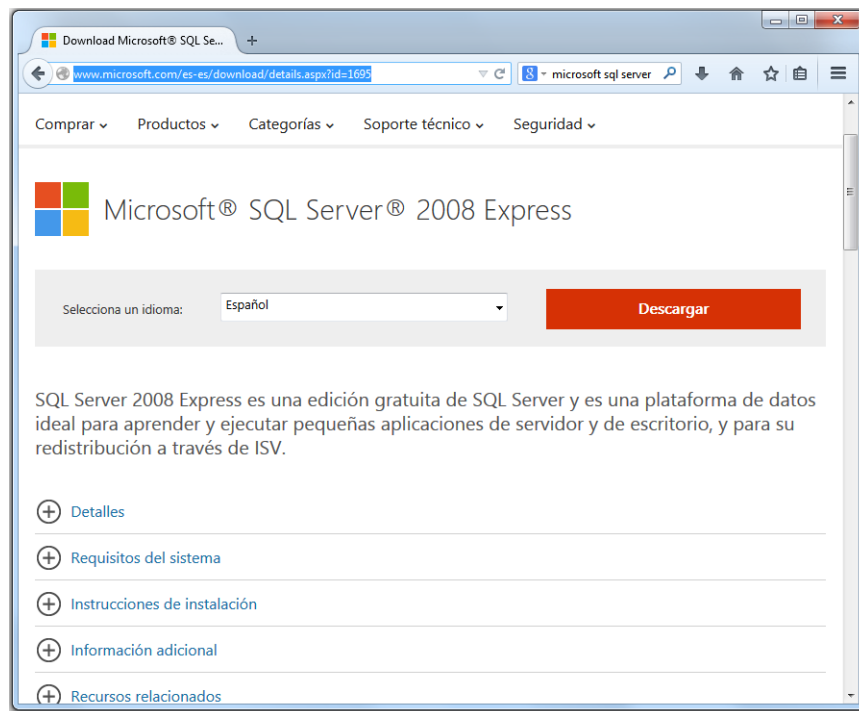 Download Microsoft® SQL Se...
www.microsoft.com/es-es/download/details.aspx?id=1695
microsoft sql server
Comprar Productos Categorías Soporte técnico Seguridad
Microsoft® SQL Server® 2008 Express
Selecciona un idioma: Español Descargar
SQL Server 2008 Express es una edición gratuita de SQL Server y es una plataforma de datos
ideal para aprender y ejecutar pequeñas aplicaciones de servidor y de escritorio, y para su
redistribución a través de ISV.
Detalles
Requisitos del sistema
Instrucciones de instalación
Información adicional
Recursos relacionados